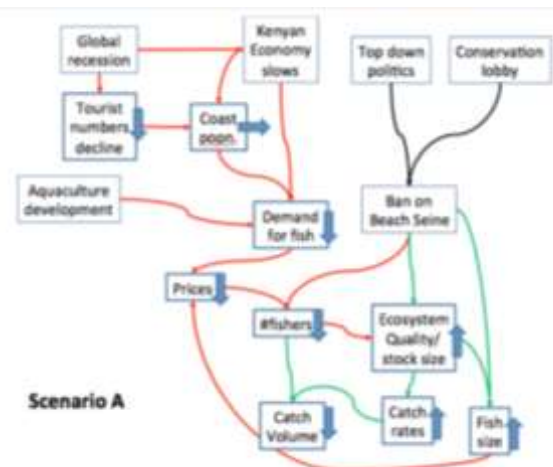 Global
recession
Kenyan
Economy
slows
Top down
politics
Conservation
lobby
Tourist
numbers
decline
Coast
popn.
Aquaculture
development
Demand
for fish
Ban on
Beach Seine
Prices
#fishers
Ecosystem
Quality/
stock size
Scenario A
Catch
Volume
Catch
rates
Fish
size